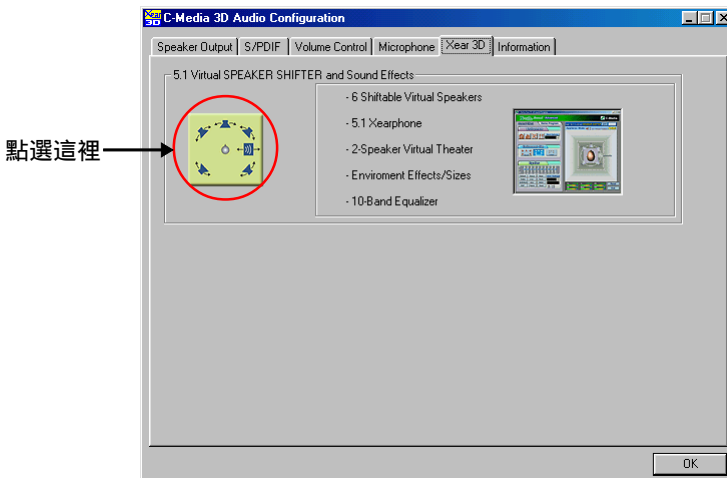 Xear 3D
C-Media 3D Audio Configuration
Speaker Output
S/PDIF
Volume Control
Microphone
Xear 3D
Information
5.1 Virtual SPEAKER SHIFTER and Sound Effects
點選這裡
- 6 Shiftable Virtual Speakers
- 5.1 Xearphone
- 2-Speaker Virtual Theater
- Enviroment Effects/Sizes
- 10-Band Equalizer
OK